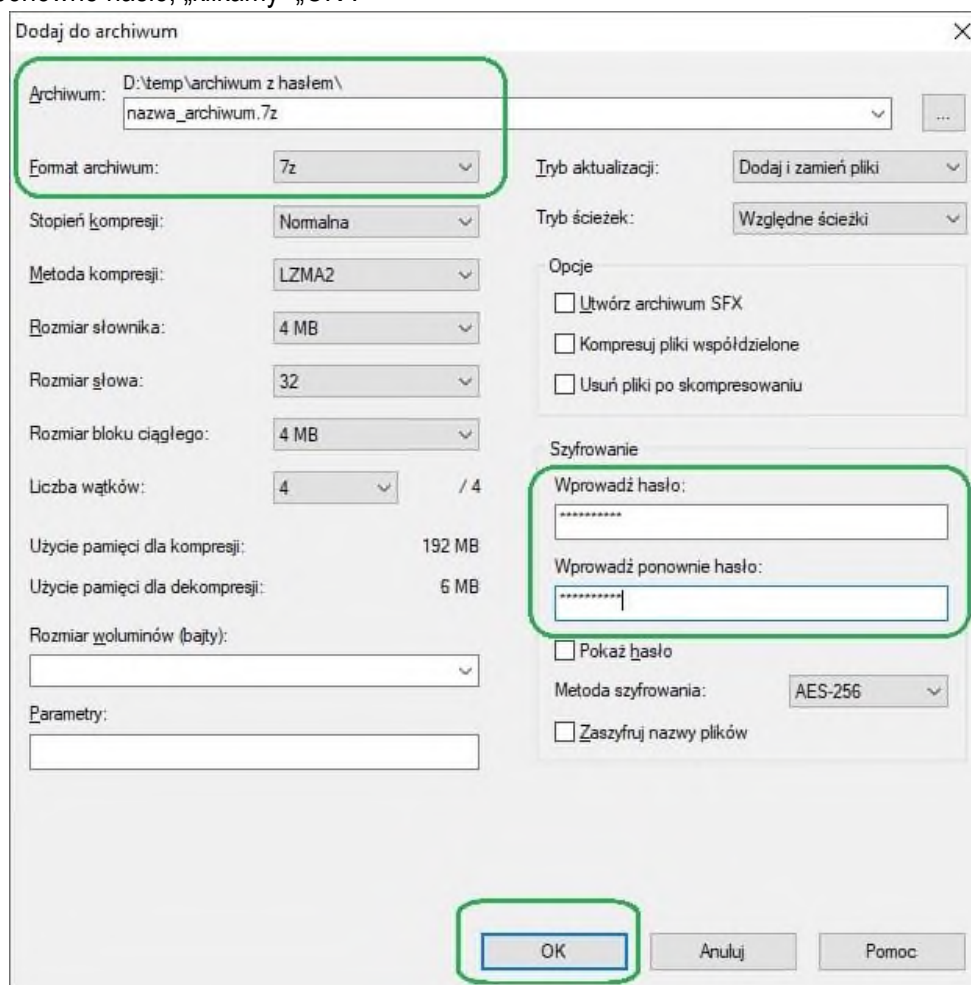 ponownie hasło, „klikamy" „OK".
Dodaj do archiwum
Archiwum:
D:\temp\archiwum z hasłem\
nazwa_archiwum.7z
...
Format archiwum:
7z
Tryb aktualizacji:
Dodaj i zamień pliki
Stopień kompresji:
Normalna
Tryb ścieżek:
Względne ścieżki
Metoda kompresji:
LZMA2
Opcje
Utwórz archiwum SFX
Rozmiar słownika:
4 MB
Kompresuj pliki współdzielone
Rozmiar słowa:
32
Usuń pliki po skompresowaniu
Rozmiar bloku ciągłego:
4 MB
Szyfrowanie
Liczba wątków:
4
/ 4
Wprowadź hasło:
**********
Użycie pamięci dla kompresji:
192 MB
Wprowadź ponownie hasło:
Użycie pamięci dla dekompresji:
6 MB
**********
Rozmiar woluminów (bajty):
Pokaż hasło
Metoda szyfrowania:
AES-256
Parametry:
Zaszyfruj nazwy plików
OK
Anuluj
Pomoc